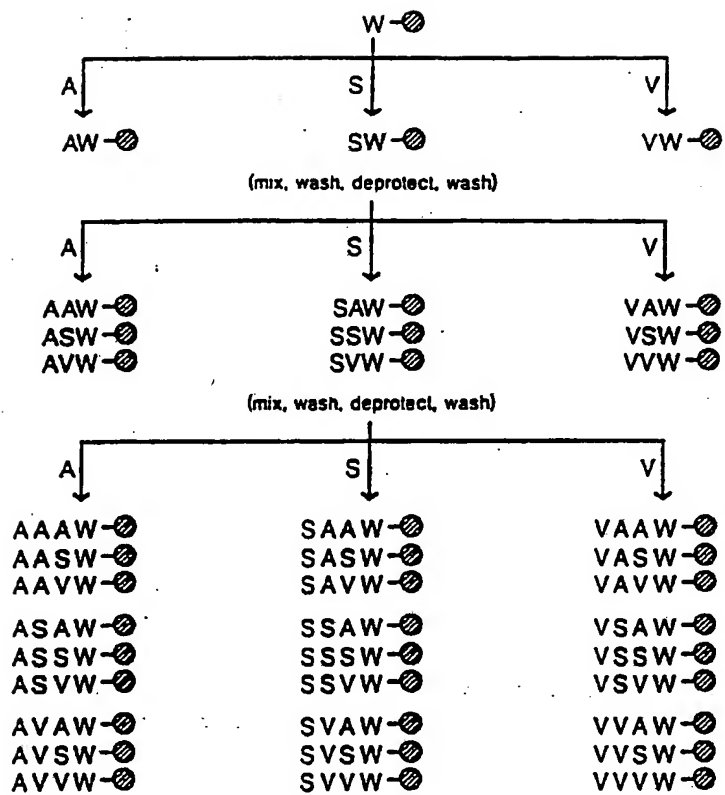 W
A S V
AW SW VW
(mix, wash, deprotect, wash)
A S V
AAW SAW VAW
ASW SSW VSW
AVW SVW VVW
(mix, wash, deprotect, wash)
A S V
AAAW SAAW VAAW
AASW SASW VASW
AAVW SAVW VAVW
ASAW SSAW VSAW
ASSW SSSW VSSW
ASVW SSVW VSVW
AVAW SVAW VVAW
AVSW SVSW VVSW
AVVW SVVW VVVW